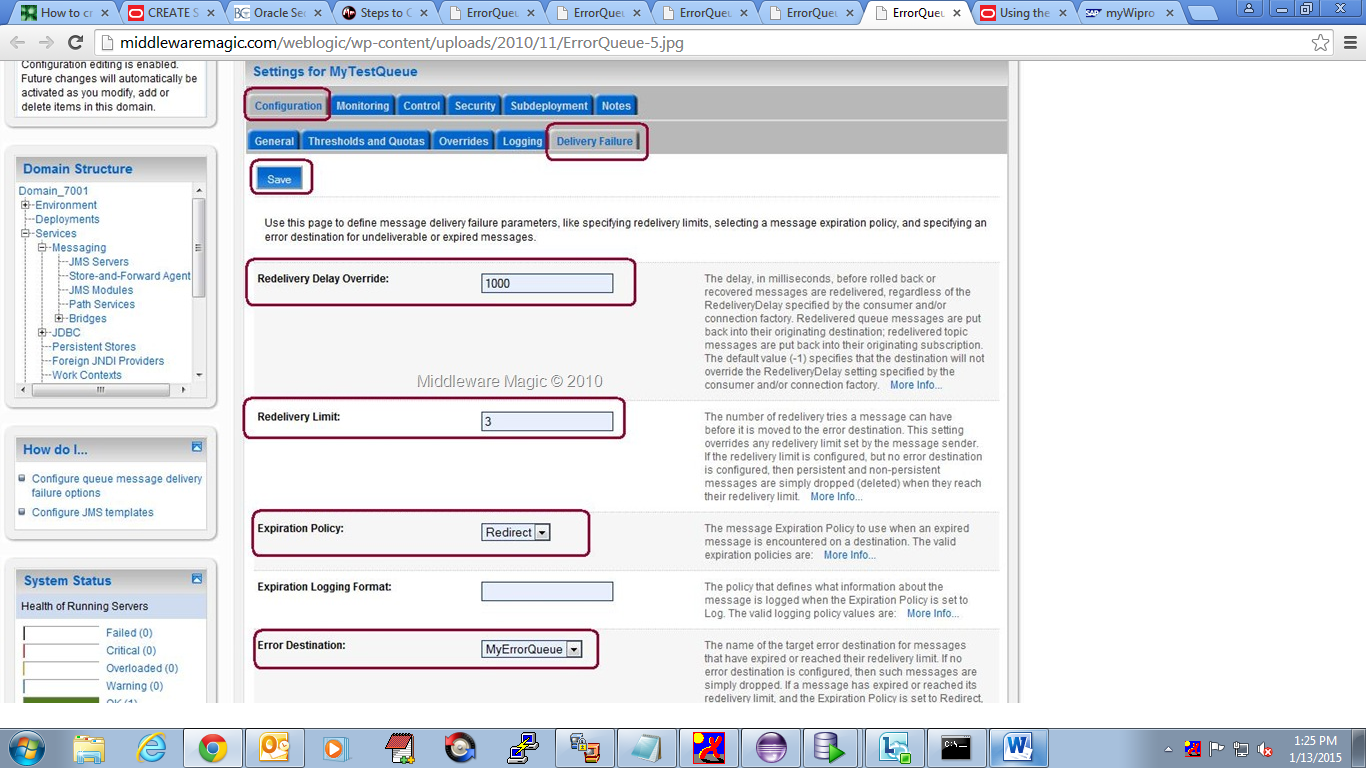 How to cr
CREATE S
Oracle Ser
Steps to C
ErrorQueu
ErrorQueu
ErrorQueu
ErrorQueu
ErrorQueu
Using the
myWipro
middlewaremagic.com/weblogic/wp-content/uploads/2010/11/ErrorQueue-5.jpg
Configuration editing is enabled.
Future changes will automatically be
activated as you modify, add or
delete items in this domain.
Domain Structure
Domain_7001
Environment
Deployments
Services
Messaging
JMS Servers
Store-and-Forward Agent
JMS Modules
Path Services
Bridges
JDBC
Persistent Stores
Foreign JNDI Providers
Work Contexts
How do I...
Configure queue message delivery
failure options
Configure JMS templates
System Status
Health of Running Servers
Failed (0)
Critical (0)
Overloaded (0)
Warning (0)
OK (1)
Settings for MyTestQueue
Configuration Monitoring Control Security Subdeployment Notes
General Thresholds and Quotas Overrides Logging Delivery Failure
Save
Use this page to define message delivery failure parameters, like specifying redelivery limits, selecting a message expiration policy, and specifying an
error destination for undeliverable or expired messages.
Redelivery Delay Override: 1000
The delay, in milliseconds, before rolled back or
recovered messages are redelivered, regardless of the
RedeliveryDelay specified by the consumer and/or
connection factory. Redelivered queue messages are put
back into their originating destination; redelivered topic
messages are put back into their originating subscription.
The default value (-1) specifies that the destination will not
override the RedeliveryDelay setting specified by the
consumer and/or connection factory. More Info...
Middleware Magic © 2010
Redelivery Limit: 3
The number of redelivery tries a message can have
before it is moved to the error destination. This setting
overrides any redelivery limit set by the message sender.
If the redelivery limit is configured, but no error destination
is configured, then persistent and non-persistent
messages are simply dropped (deleted) when they reach
their redelivery limit. More Info...
Expiration Policy: Redirect
The message Expiration Policy to use when an expired
message is encountered on a destination. The valid
expiration policies are: More Info...
Expiration Logging Format:
The policy that defines what information about the
message is logged when the Expiration Policy is set to
Log. The valid logging policy values are: More Info...
Error Destination: MyErrorQueue
The name of the target error destination for messages
that have expired or reached their redelivery limit. If no
error destination is configured, then such messages are
simply dropped. If a message has expired or reached its
redelivery limit, and the Expiration Policy is set to Redirect,
1:25 PM
1/13/2015